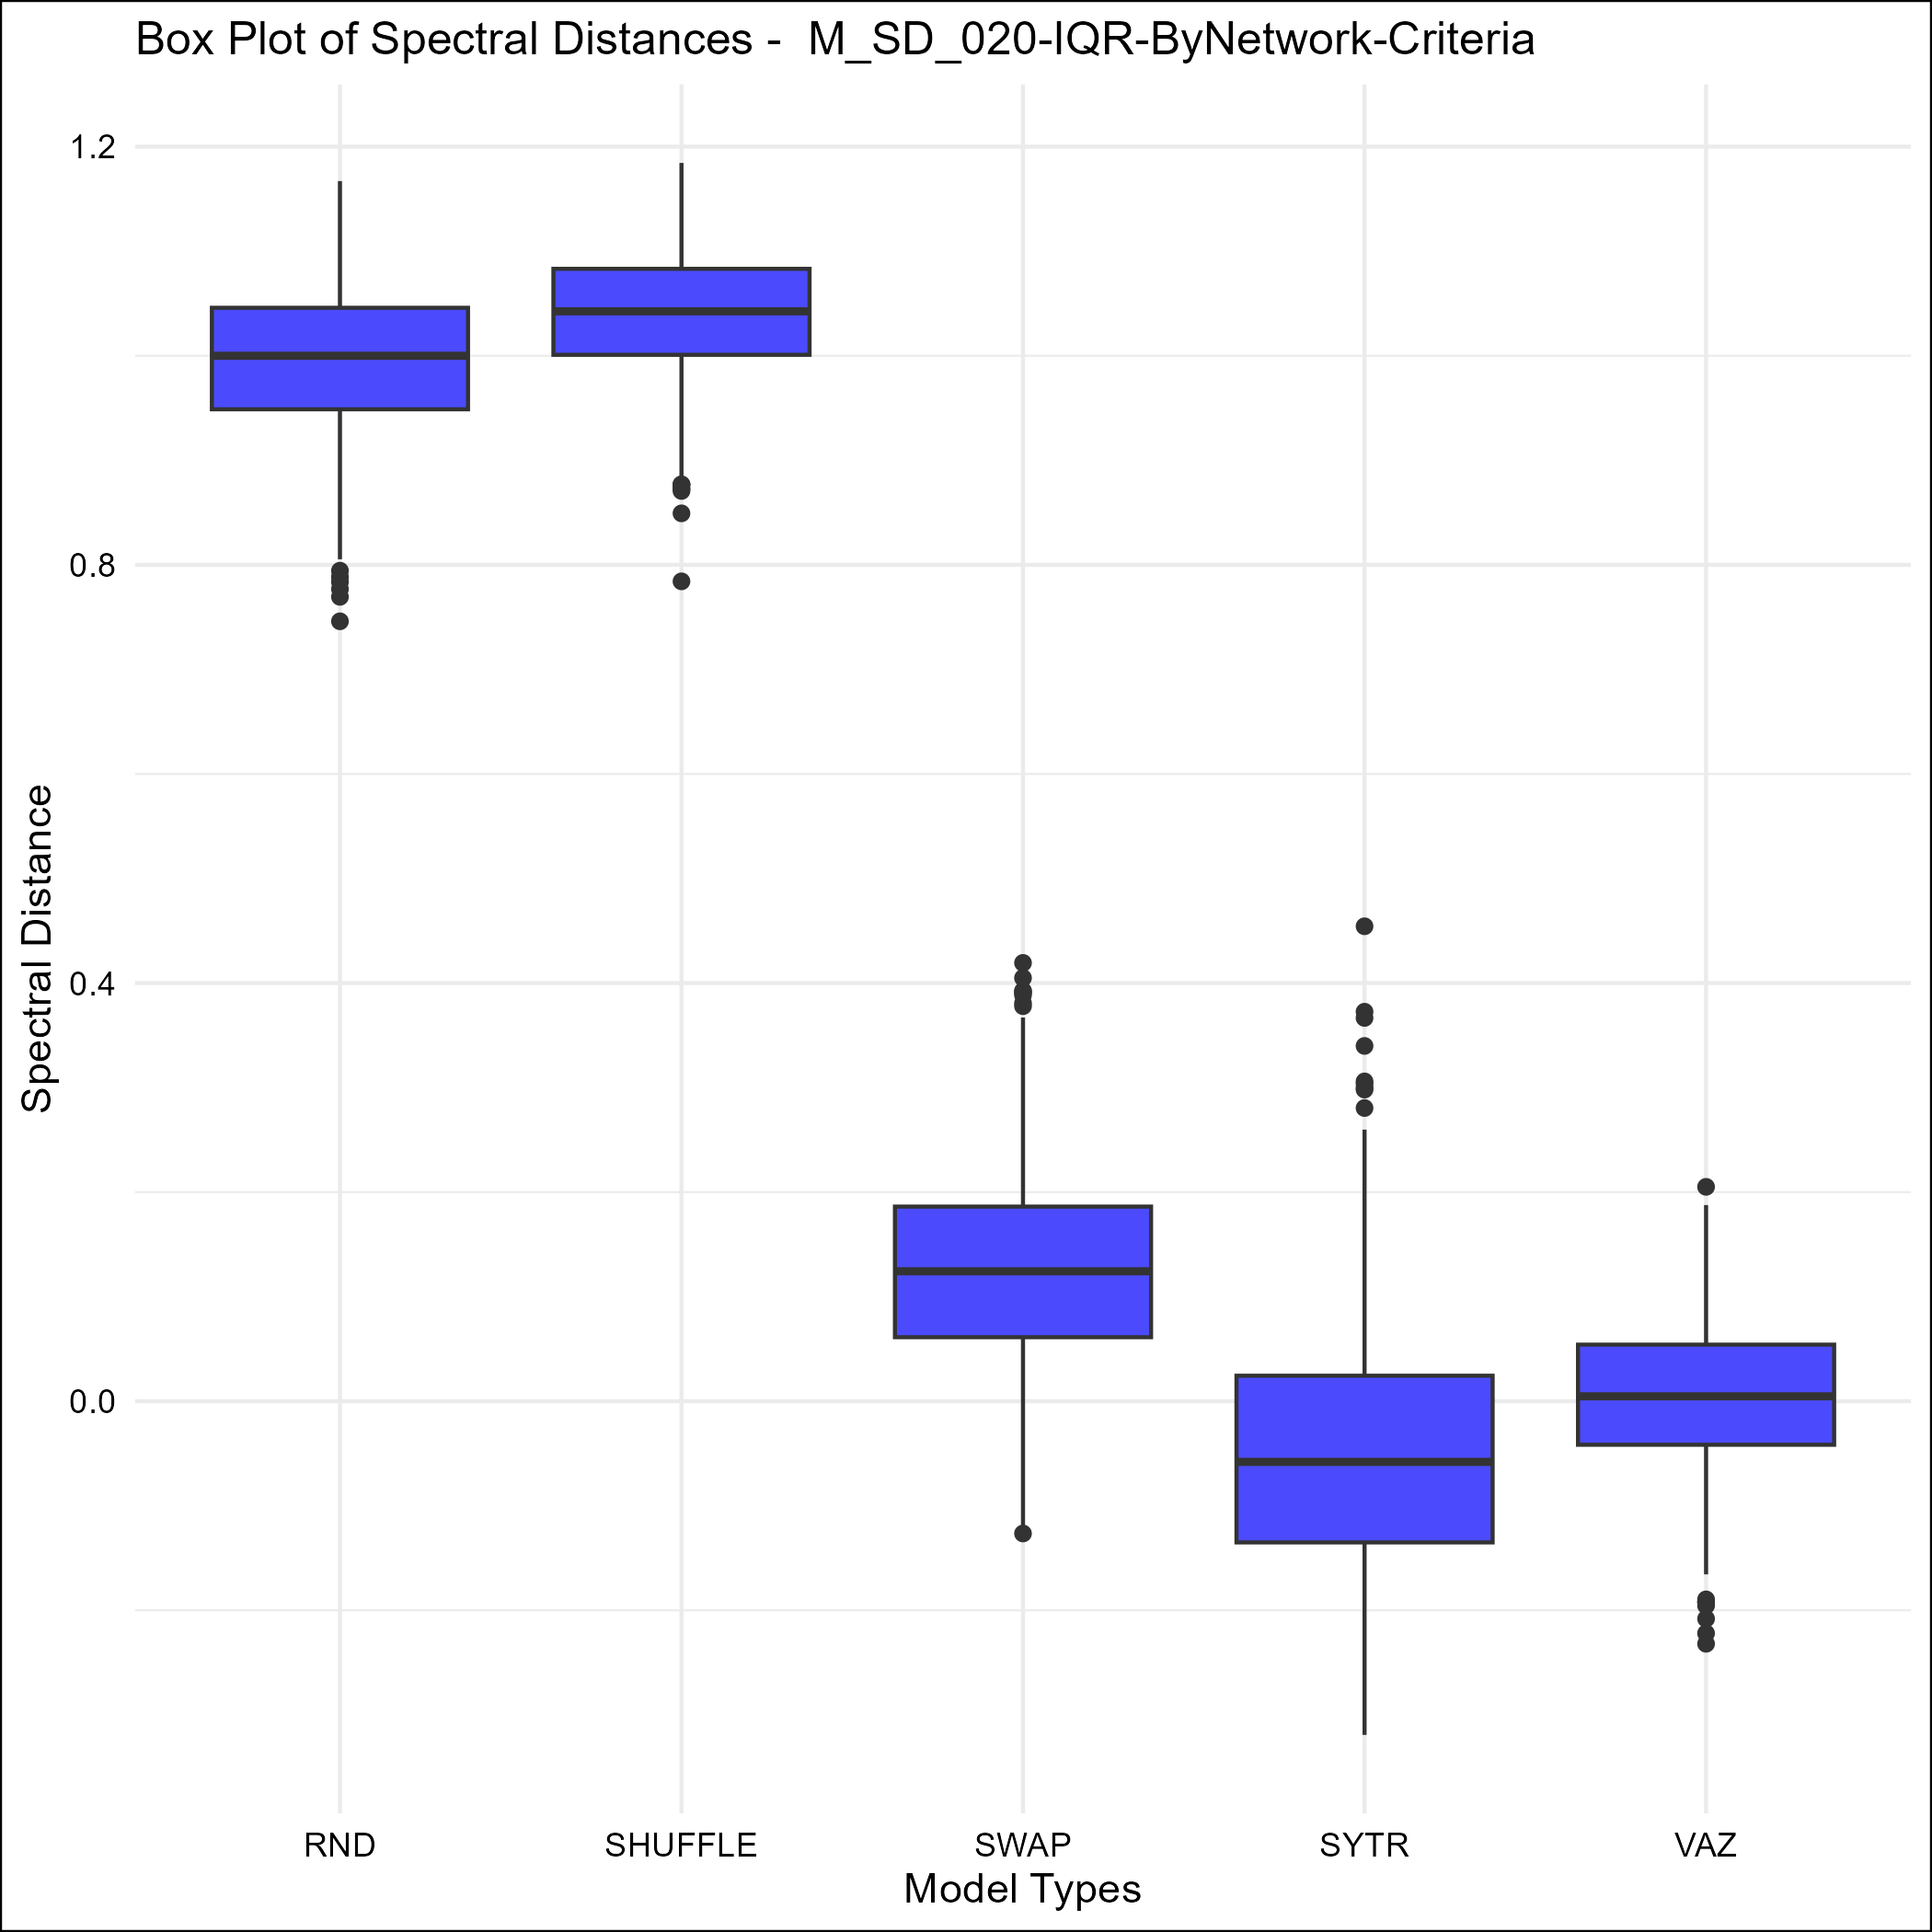 Box Plot of Spectral Distances -  M_SD_020-IQR-ByNetwork-Criteria
1.2
0.8
0.4
0.0
Spectral Distance
RND SHUFFLE SWAP SYTR VAZ
Model Types